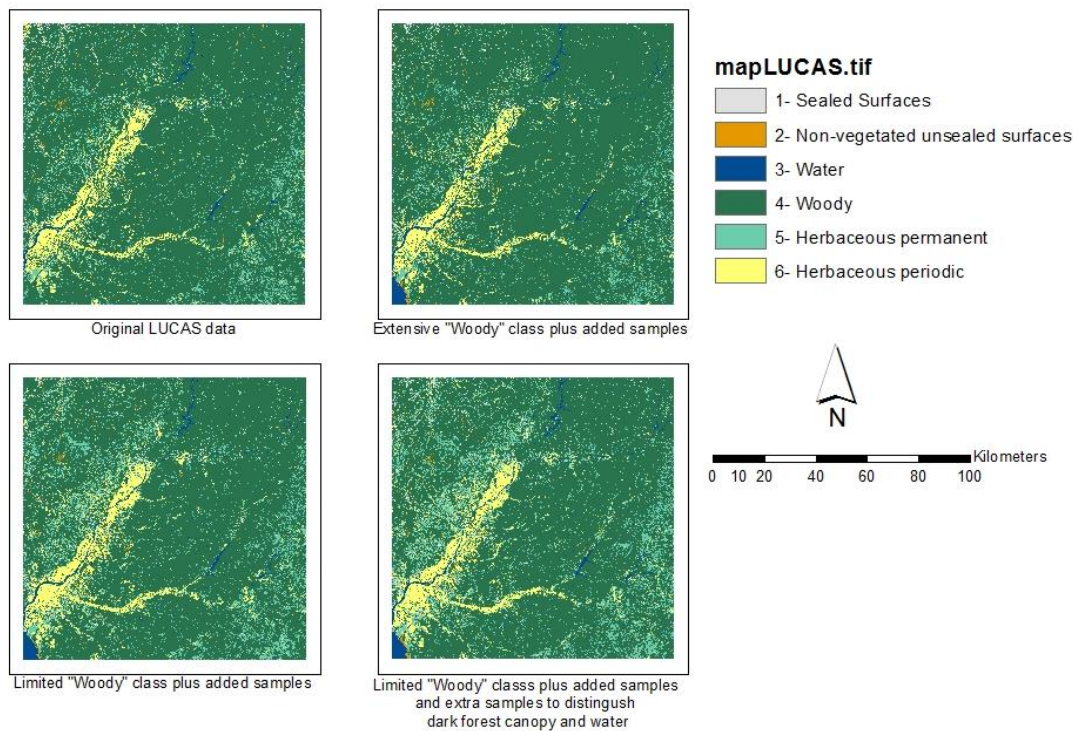 Original LUCAS data
Extensive "Woody" class plus added samples
Limited "Woody" class plus added samples
Limited "Woody" classs plus added samples
and extra samples to distingush
dark forest canopy and water
mapLUCAS.tif
1- Sealed Surfaces
2- Non-vegetated unsealed surfaces
3- Water
4- Woody
5- Herbaceous permanent
6- Herbaceous periodic
N
Kilometers
0 10 20 40 60 80 100